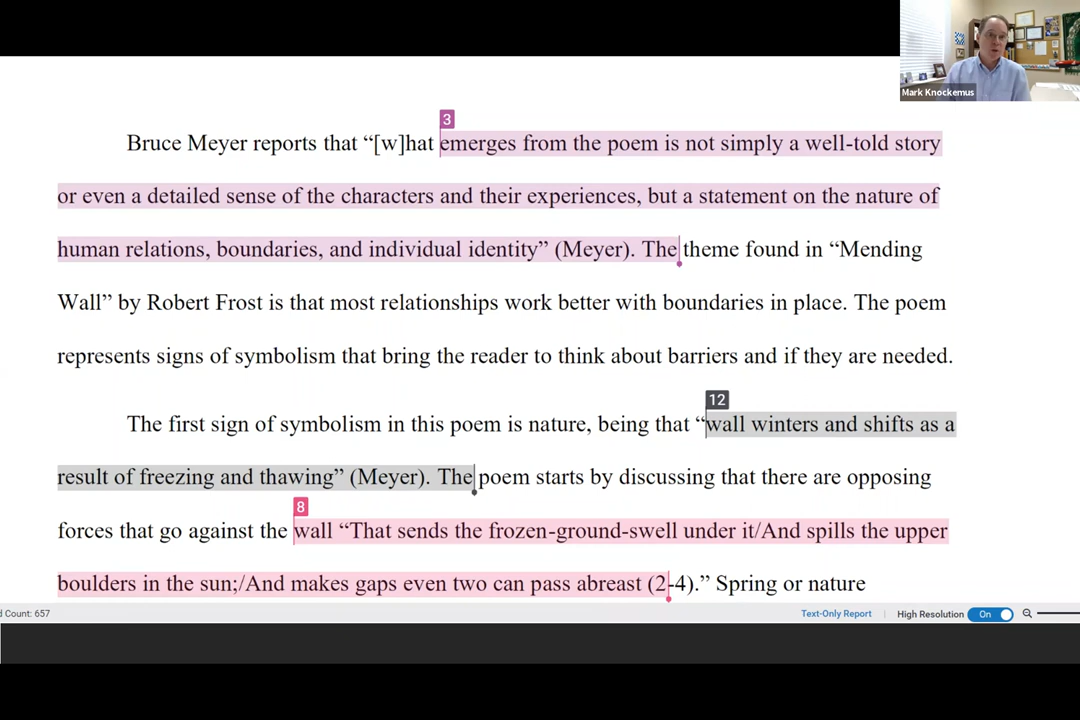 Mark Knockemus
3
Bruce Meyer reports that “[w]hat emerges from the poem is not simply a well-told story
or even a detailed sense of the characters and their experiences, but a statement on the nature of
human relations, boundaries, and individual identity” (Meyer). The theme found in “Mending
Wall” by Robert Frost is that most relationships work better with boundaries in place. The poem
represents signs of symbolism that bring the reader to think about barriers and if they are needed.
12
The first sign of symbolism in this poem is nature, being that “wall winters and shifts as a
result of freezing and thawing” (Meyer). The poem starts by discussing that there are opposing
8
forces that go against the wall “That sends the frozen-ground-swell under it/And spills the upper
boulders in the sun;/And makes gaps even two can pass abreast (2-4).” Spring or nature
d Count: 657
Text-Only Report
High Resolution
On